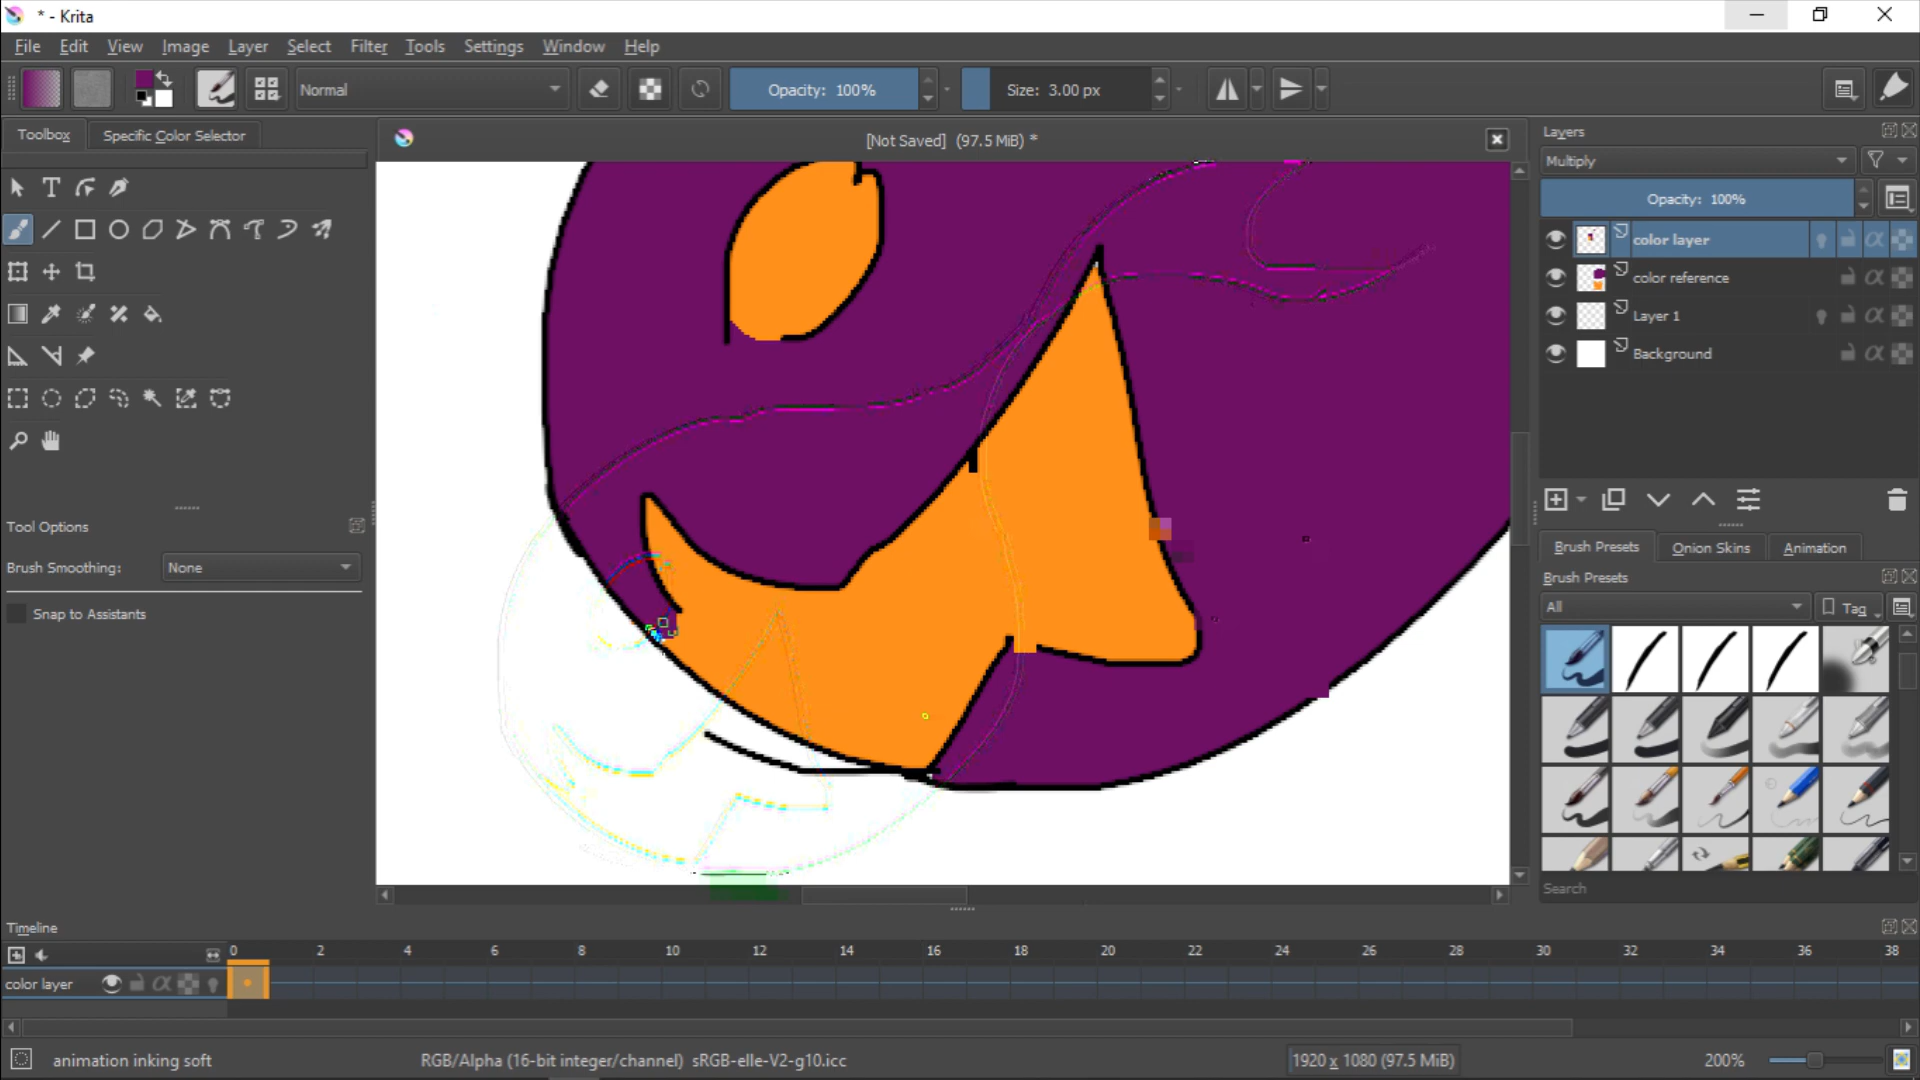 * - Krita
File Edit View Image Layer Select Filter Tools Settings Window Help
Normal Opacity: 100% Size: 3.00 px
Toolbox Specific Color Selector
[Not Saved] (97.5 MiB) *
Layers
Multiply
Opacity: 100%
color layer
color reference
Layer 1
Background
Tool Options
Brush Smoothing: None
Snap to Assistants
Brush Presets Onion Skins Animation
Brush Presets
All Tag
Search
Timeline
0 2 4 6 8 10 12 14 16 18 20 22 24 26 28 30 32 34 36 38
color layer
animation inking soft RGB/Alpha (16-bit integer/channel) sRGB-elle-V2-g10.icc 1920 x 1080 (97.5 MiB) 200%